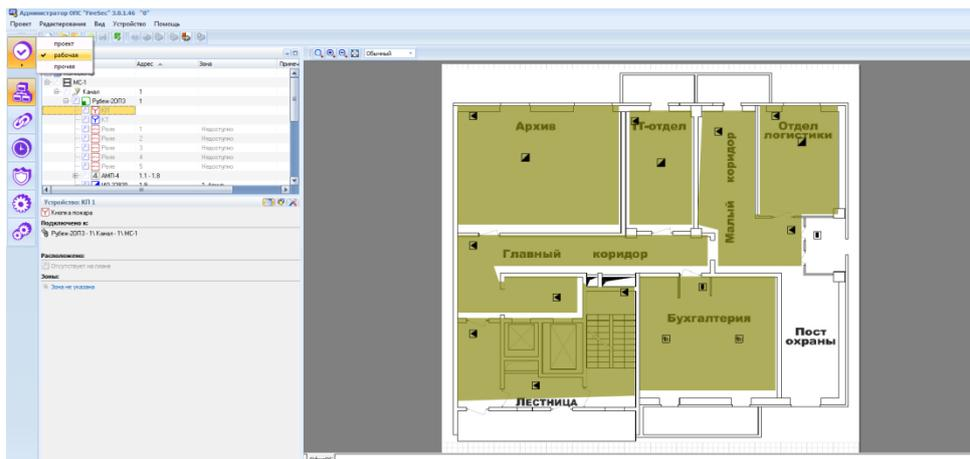 Администратор ОПС "FireSec" 3.0.1.46 "0"
Проект Редактирование Вид Устройство Помощь
проект
рабочая
прочее
Адрес Зона
МС-1
Канал 1
Рубеж-2ОП3 1
КП
КТ
Реле 1 Недоступно
Реле 2 Недоступно
Реле 3 Недоступно
Реле 4 Недоступно
Реле 5 Недоступно
АМП-4 1.1 - 1.8
Устройство: КП 1
Кнопка пожара
Подключено к:
Рубеж-2ОП3 - 1\ Канал - 1\ МС-1
Расположено:
Отсутствует на плане
Зоны:
Зона не указана
Обычный
Архив
IT-отдел
Отдел логистики
Малый коридор
Главный коридор
Бухгалтерия
Пост охраны
Лестница